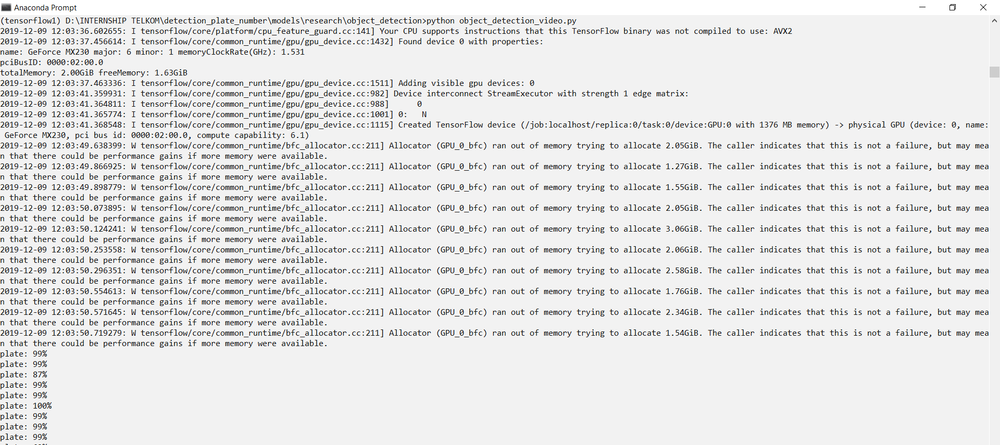 Anaconda Prompt
(tensorflow1) D:\INTERNSHIP TELKOM\detection_plate_number\models\research\object_detection>python object_detection_video.py
2019-12-09 12:03:36.602655: I tensorflow/core/platform/cpu_feature_guard.cc:141] Your CPU supports instructions that this TensorFlow binary was not compiled to use: AVX2
2019-12-09 12:03:37.456614: I tensorflow/core/common_runtime/gpu/gpu_device.cc:1432] Found device 0 with properties:
name: GeForce MX230 major: 6 minor: 1 memoryClockRate(GHz): 1.531
pciBusID: 0000:02:00.0
totalMemory: 2.00GiB freeMemory: 1.63GiB
2019-12-09 12:03:37.463336: I tensorflow/core/common_runtime/gpu/gpu_device.cc:1511] Adding visible gpu devices: 0
2019-12-09 12:03:41.359931: I tensorflow/core/common_runtime/gpu/gpu_device.cc:982] Device interconnect StreamExecutor with strength 1 edge matrix:
2019-12-09 12:03:41.364811: I tensorflow/core/common_runtime/gpu/gpu_device.cc:988]      0
2019-12-09 12:03:41.365774: I tensorflow/core/common_runtime/gpu/gpu_device.cc:1001] 0:   N
2019-12-09 12:03:41.368548: I tensorflow/core/common_runtime/gpu/gpu_device.cc:1115] Created TensorFlow device (/job:localhost/replica:0/task:0/device:GPU:0 with 1376 MB memory) -> physical GPU (device: 0, name:
 GeForce MX230, pci bus id: 0000:02:00.0, compute capability: 6.1)
2019-12-09 12:03:49.638399: W tensorflow/core/common_runtime/bfc_allocator.cc:211] Allocator (GPU_0_bfc) ran out of memory trying to allocate 2.05GiB. The caller indicates that this is not a failure, but may mea
n that there could be performance gains if more memory were available.
2019-12-09 12:03:49.866925: W tensorflow/core/common_runtime/bfc_allocator.cc:211] Allocator (GPU_0_bfc) ran out of memory trying to allocate 1.27GiB. The caller indicates that this is not a failure, but may mea
n that there could be performance gains if more memory were available.
2019-12-09 12:03:49.898779: W tensorflow/core/common_runtime/bfc_allocator.cc:211] Allocator (GPU_0_bfc) ran out of memory trying to allocate 1.55GiB. The caller indicates that this is not a failure, but may mea
n that there could be performance gains if more memory were available.
2019-12-09 12:03:50.073895: W tensorflow/core/common_runtime/bfc_allocator.cc:211] Allocator (GPU_0_bfc) ran out of memory trying to allocate 2.05GiB. The caller indicates that this is not a failure, but may mea
n that there could be performance gains if more memory were available.
2019-12-09 12:03:50.124241: W tensorflow/core/common_runtime/bfc_allocator.cc:211] Allocator (GPU_0_bfc) ran out of memory trying to allocate 3.06GiB. The caller indicates that this is not a failure, but may mea
n that there could be performance gains if more memory were available.
2019-12-09 12:03:50.253558: W tensorflow/core/common_runtime/bfc_allocator.cc:211] Allocator (GPU_0_bfc) ran out of memory trying to allocate 2.06GiB. The caller indicates that this is not a failure, but may mea
n that there could be performance gains if more memory were available.
2019-12-09 12:03:50.296351: W tensorflow/core/common_runtime/bfc_allocator.cc:211] Allocator (GPU_0_bfc) ran out of memory trying to allocate 2.58GiB. The caller indicates that this is not a failure, but may mea
n that there could be performance gains if more memory were available.
2019-12-09 12:03:50.554613: W tensorflow/core/common_runtime/bfc_allocator.cc:211] Allocator (GPU_0_bfc) ran out of memory trying to allocate 1.76GiB. The caller indicates that this is not a failure, but may mea
n that there could be performance gains if more memory were available.
2019-12-09 12:03:50.571645: W tensorflow/core/common_runtime/bfc_allocator.cc:211] Allocator (GPU_0_bfc) ran out of memory trying to allocate 2.34GiB. The caller indicates that this is not a failure, but may mea
n that there could be performance gains if more memory were available.
2019-12-09 12:03:50.719279: W tensorflow/core/common_runtime/bfc_allocator.cc:211] Allocator (GPU_0_bfc) ran out of memory trying to allocate 1.54GiB. The caller indicates that this is not a failure, but may mea
n that there could be performance gains if more memory were available.
plate: 99%
plate: 99%
plate: 87%
plate: 99%
plate: 99%
plate: 100%
plate: 99%
plate: 99%
plate: 99%